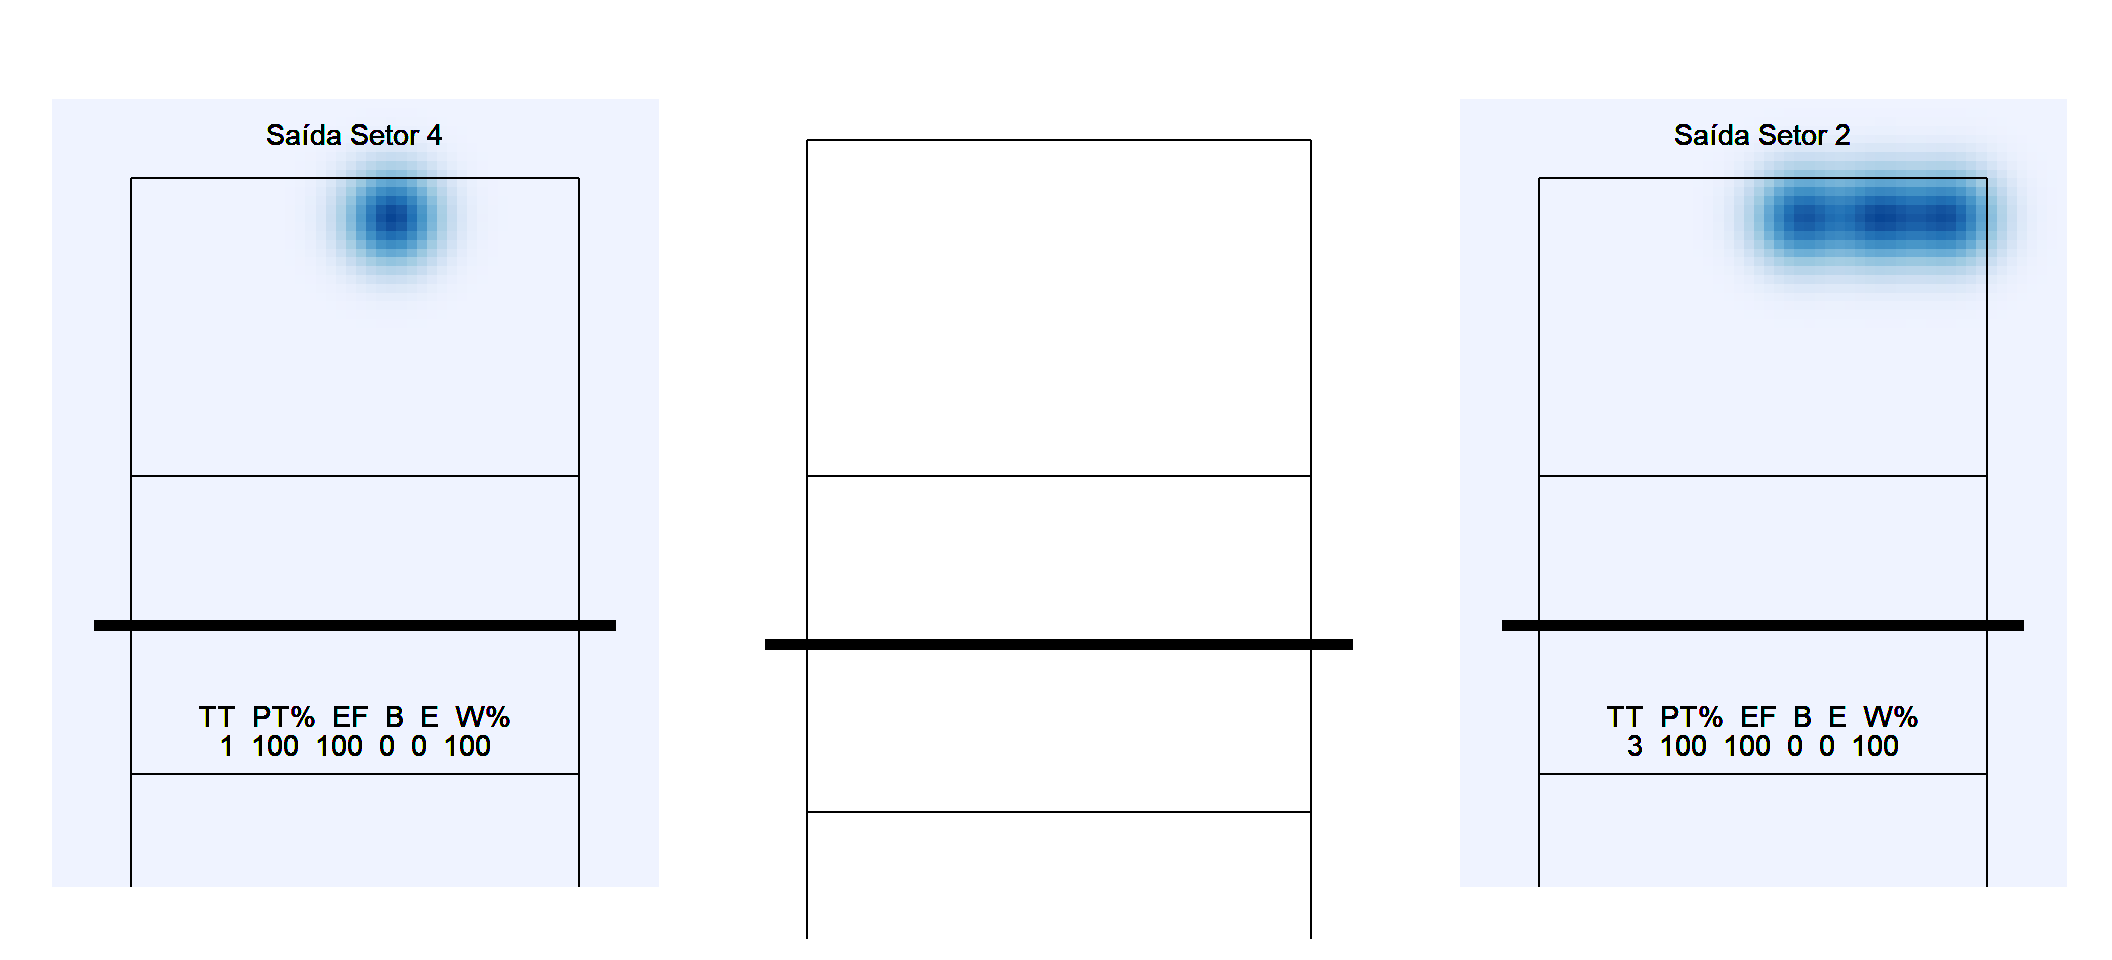 Saída Setor 4
TT PT% EF B E W%
1 100 100 0 0 100
Saída Setor 2
TT PT% EF B E W%
3 100 100 0 0 100